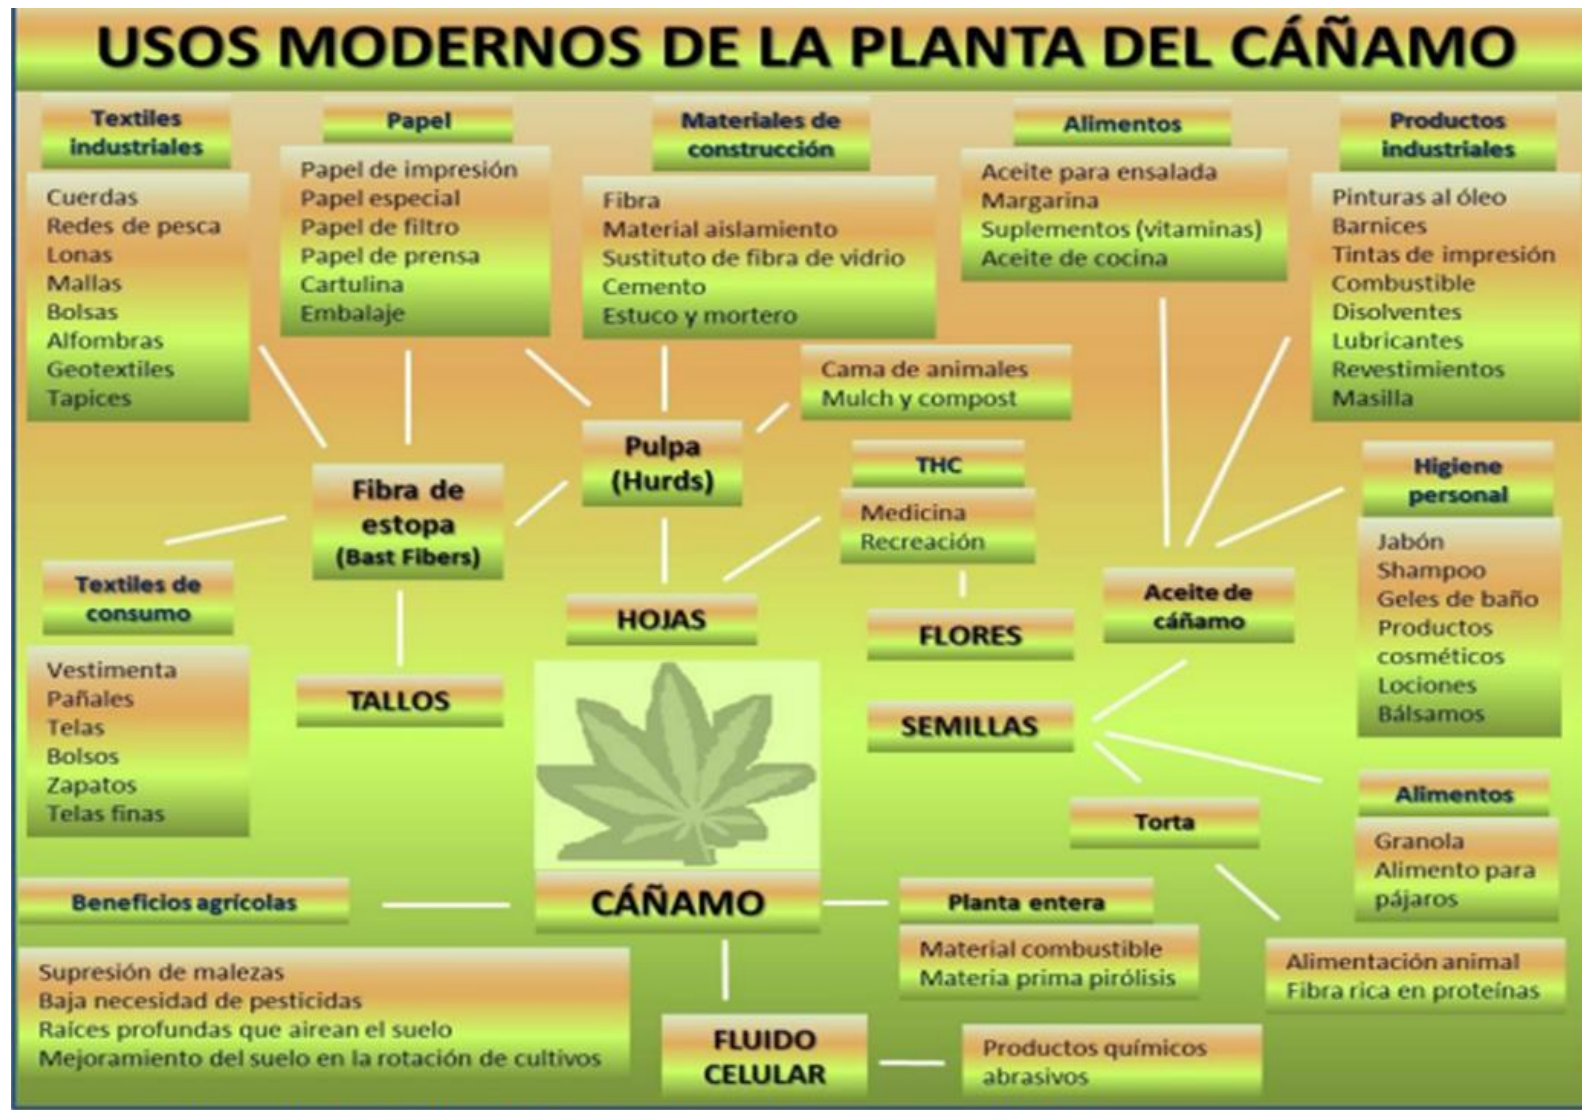 USOS MODERNOS DE LA PLANTA DEL CÁÑAMO
Textiles
industriales
Cuerdas
Redes de pesca
Lonas
Mallas
Bolsas
Alfombras
Geotextiles
Tapices
Papel
Papel de impresión
Papel especial
Papel de filtro
Papel de prensa
Cartulina
Embalaje
Materiales de
construcción
Fibra
Material aislamiento
Sustituto de fibra de vidrio
Cemento
Estuco y mortero
Alimentos
Aceite para ensalada
Margarina
Suplementos (vitaminas)
Aceite de cocina
Productos
industriales
Pinturas al óleo
Barnices
Tintas de impresión
Combustible
Disolventes
Lubricantes
Revestimientos
Masilla
Cama de animales
Mulch y compost
Pulpa
(Hurds)
Fibra de
estopa
(Bast Fibers)
THC
Medicina
Recreación
Higiene
personal
Jabón
Shampoo
Geles de baño
Productos
cosméticos
Lociones
Bálsamos
Textiles de
consumo
Vestimenta
Pañales
Telas
Bolsos
Zapatos
Telas finas
HOJAS
FLORES
Aceite de
cáñamo
TALLOS
SEMILLAS
Torta
Alimentos
Granola
Alimento para
pájaros
Beneficios agrícolas
Supresión de malezas
Baja necesidad de pesticidas
Raíces profundas que airean el suelo
Mejoramiento del suelo en la rotación de cultivos
CÁÑAMO
Planta entera
Material combustible
Materia prima pirólisis
Alimentación animal
Fibra rica en proteínas
FLUIDO
CELULAR
Productos químicos
abrasivos